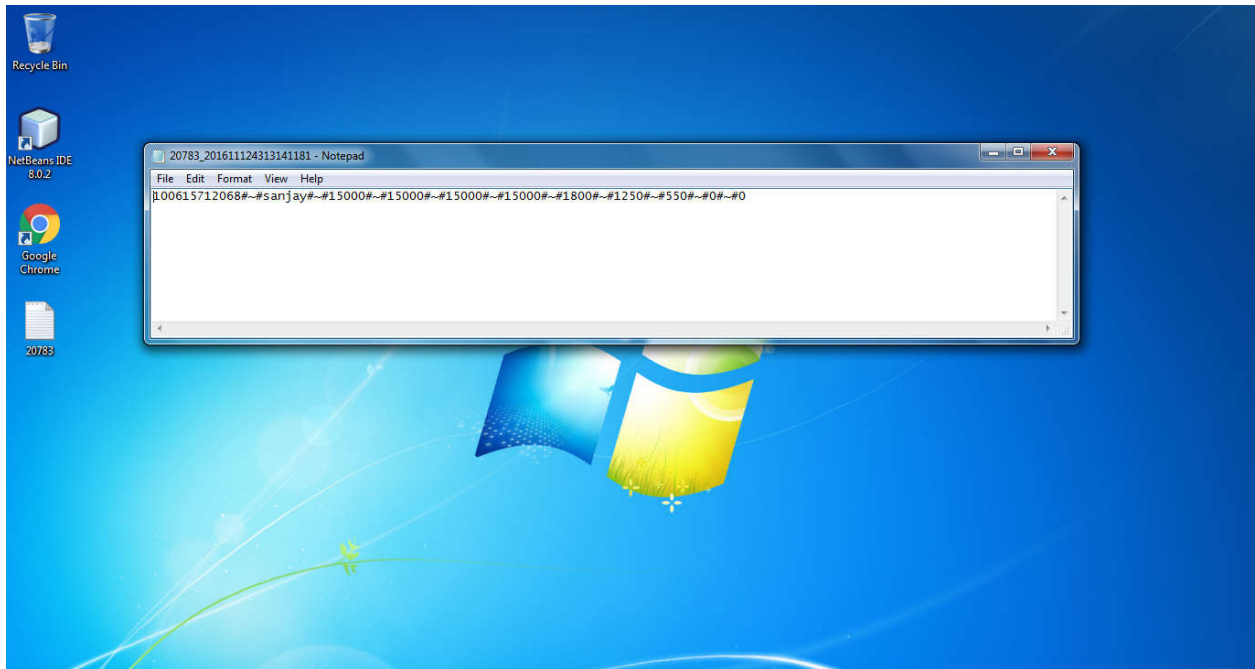 Recycle Bin
NetBeans IDE
8.0.2
Google
Chrome
20783
20783_201611124313141181 - Notepad
File Edit Format View Help
100615712068#~#sanjay#~#15000#~#15000#~#15000#~#15000#~#1800#~#1250#~#550#~#0#~#0